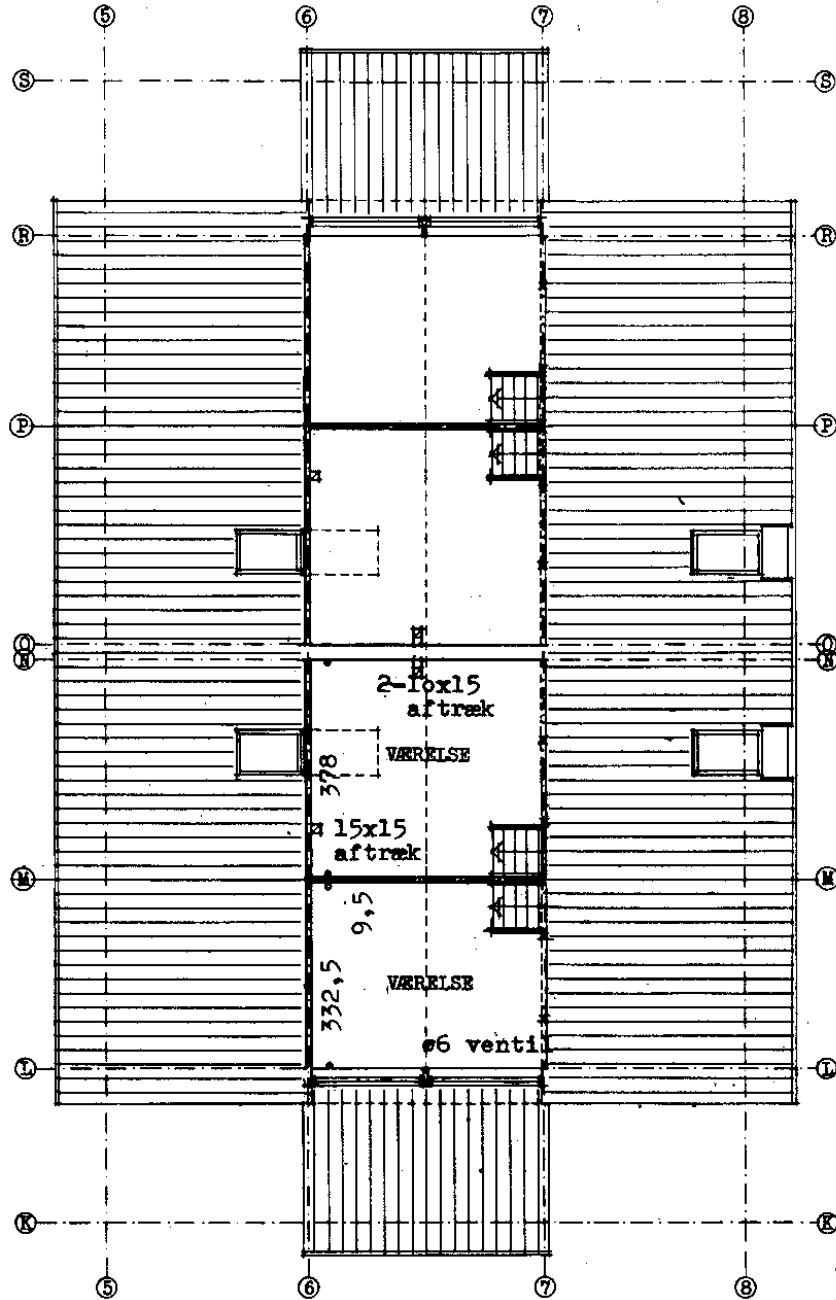 5 6 7 8
S S
R R
P P
O O
N N
2-10x15
aftræk
VÆRELSE
378
15x15
aftræk
M M
9,5
VÆRELSE
332,5
ø6 ventil
L L
K K
5 6 7 8